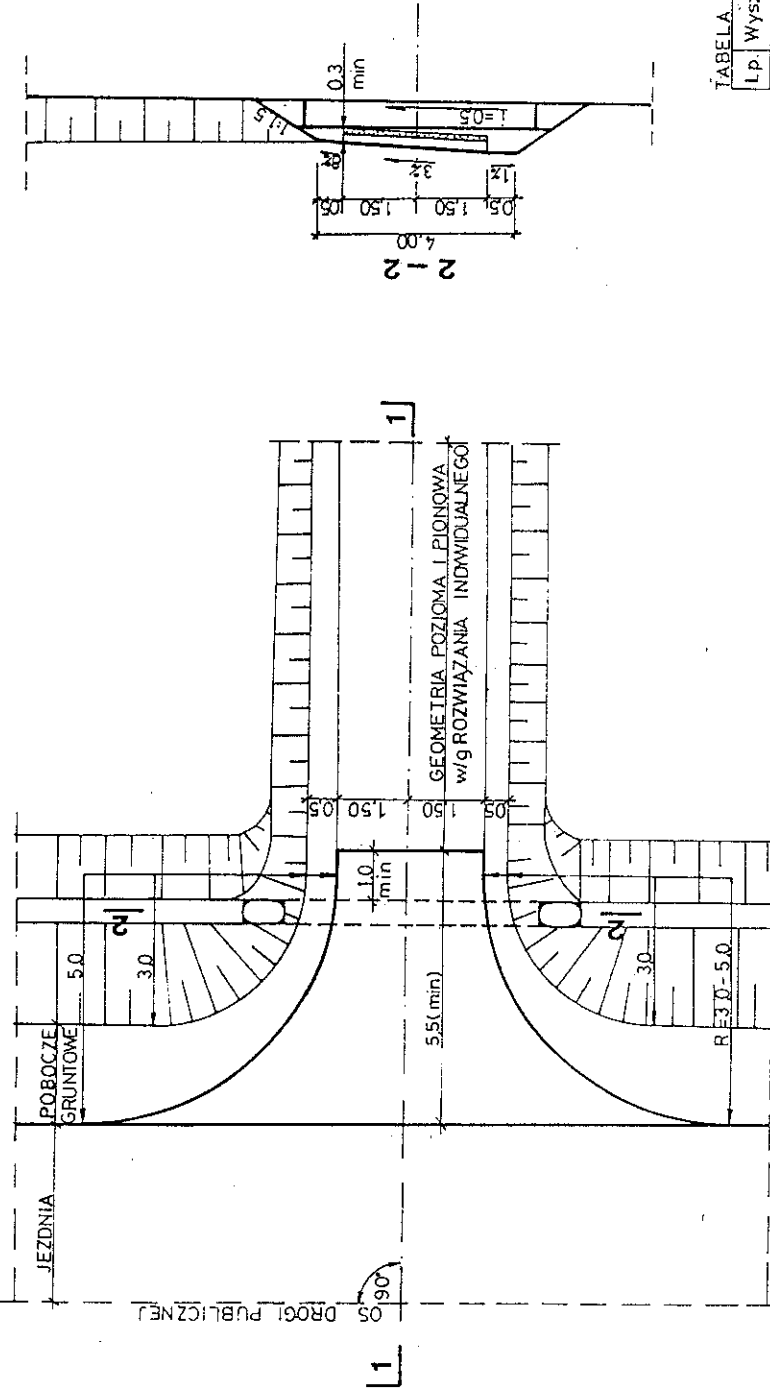 JEZDNIA
POBOCZE
GRUNTOWE
5,0
3,0
2
2
1,0
min
0,5
1,50
1,50
0,5
5,5(min)
GEOMETRIA POZIOMA I PIONOWA
w/g ROZWIĄZANIA INDYWIDUALNEGO
3,0
R=3,0-5,0
OŚ DROGI PUBLICZNEJ
90°
1
1
2-2
4,00
0,5
1,50
1,50
0,5
8%
3%
1%
1:1,5
0,3
min
i=0,5
TABELA
Lp.